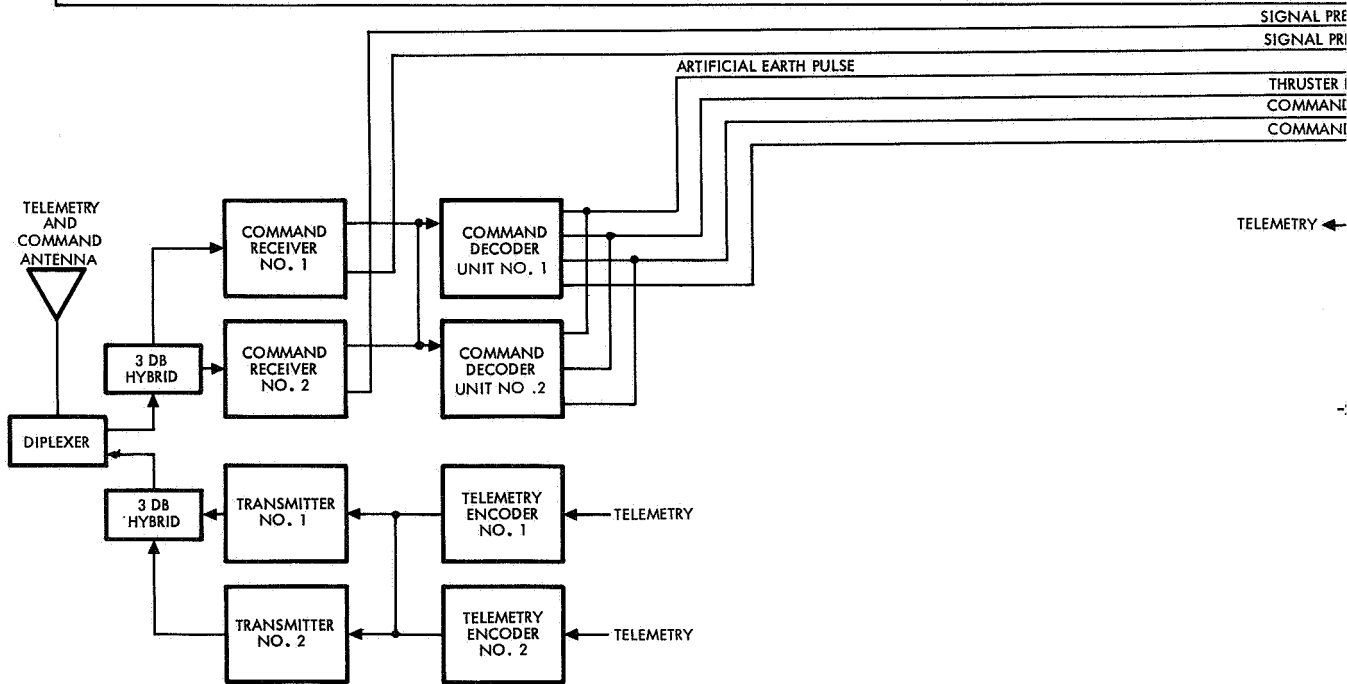 SIGNAL PRE
SIGNAL PRE
ARTIFICIAL EARTH PULSE
THRUSTER
COMMAND
COMMAND
TELEMETRY
AND
COMMAND
ANTENNA
COMMAND
RECEIVER
NO. 1
COMMAND
DECODER
UNIT NO. 1
TELEMETRY
3 DB
HYBRID
COMMAND
RECEIVER
NO. 2
COMMAND
DECODER
UNIT NO .2
DIPLEXER
3 DB
HYBRID
TRANSMITTER
NO. 1
TELEMETRY
ENCODER
NO. 1
TELEMETRY
TRANSMITTER
NO. 2
TELEMETRY
ENCODER
NO. 2
TELEMETRY